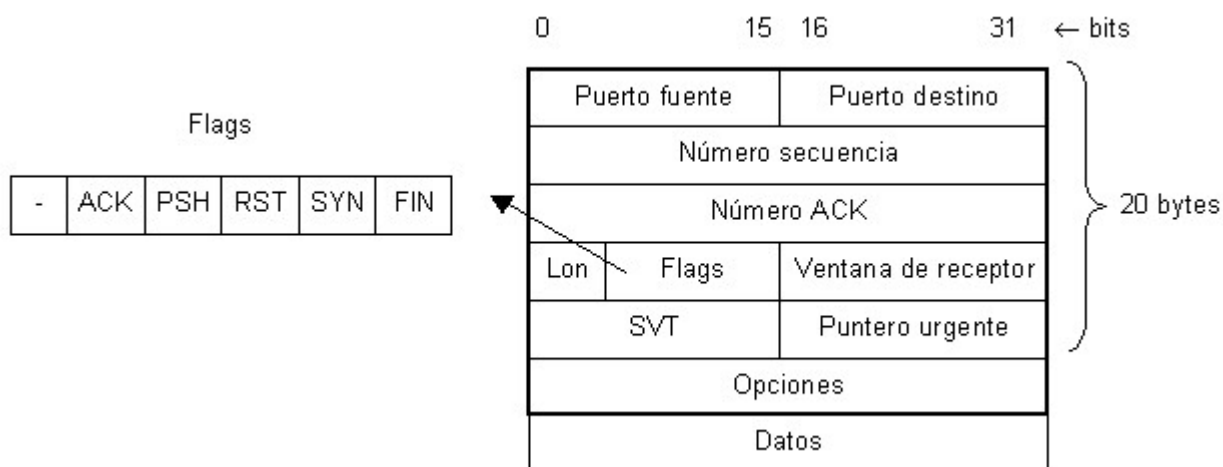 0 15 16 31 ← bits
Puerto fuente Puerto destino
Flags
Número secuencia
- ACK PSH RST SYN FIN
Número ACK
20 bytes
Lon Flags Ventana de receptor
SVT Puntero urgente
Opciones
Datos